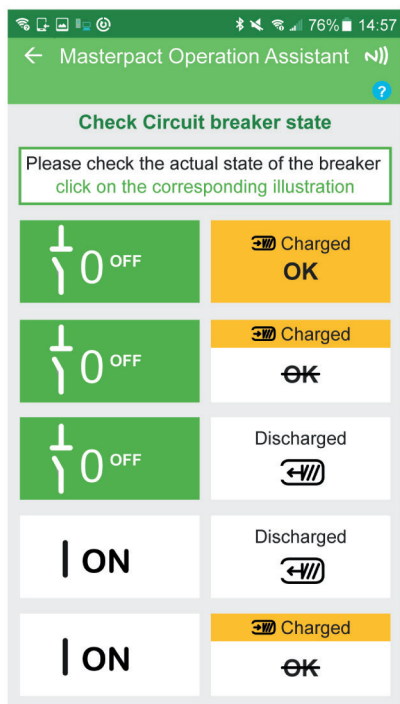 76% 14:57
Masterpact Operation Assistant
?
Check Circuit breaker state
Please check the actual state of the breaker
click on the corresponding illustration
0 OFF
Charged
OK
0 OFF
Charged
OK
0 OFF
Discharged
I ON
Discharged
I ON
Charged
OK